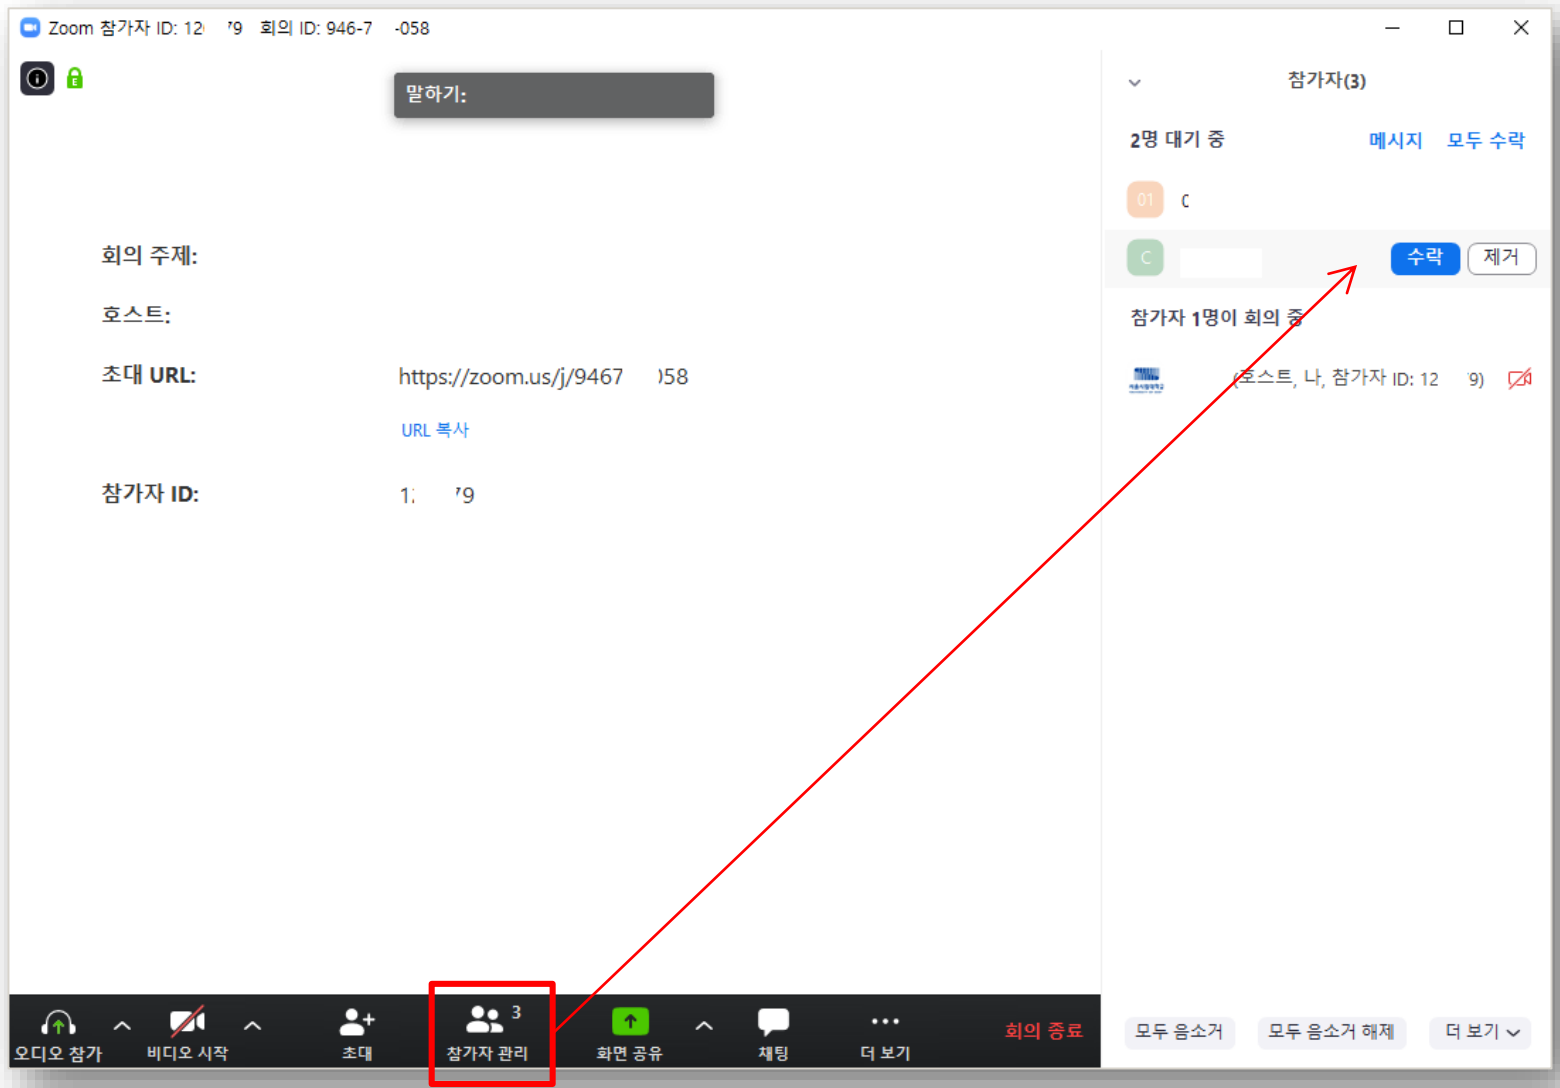 Zoom 참가자 ID: 12 79 회의 ID: 946-7 -058
말하기:
회의 주제:
호스트:
초대 URL:
https://zoom.us/j/9467 058
URL 복사
참가자 ID:
12 79
참가자(3)
2명 대기 중 메시지 모두 수락
01
C 수락 제거
참가자 1명이 회의 중
(호스트, 나, 참가자 ID: 12 9)
오디오 참가
비디오 시작
초대
3
참가자 관리
화면 공유
채팅
더 보기
회의 종료
모두 음소거
모두 음소거 해제
더 보기